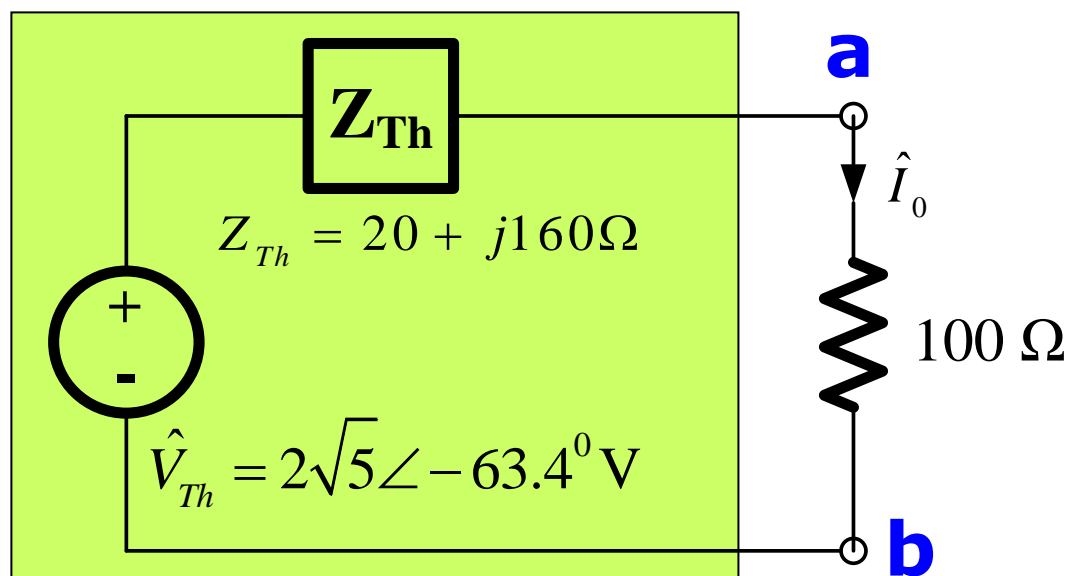 a
Z_Th
Î_0
Z_Th = 20 + j160Ω
+
100 Ω
-
V̂_Th = 2√5∠−63.4⁰ V
b